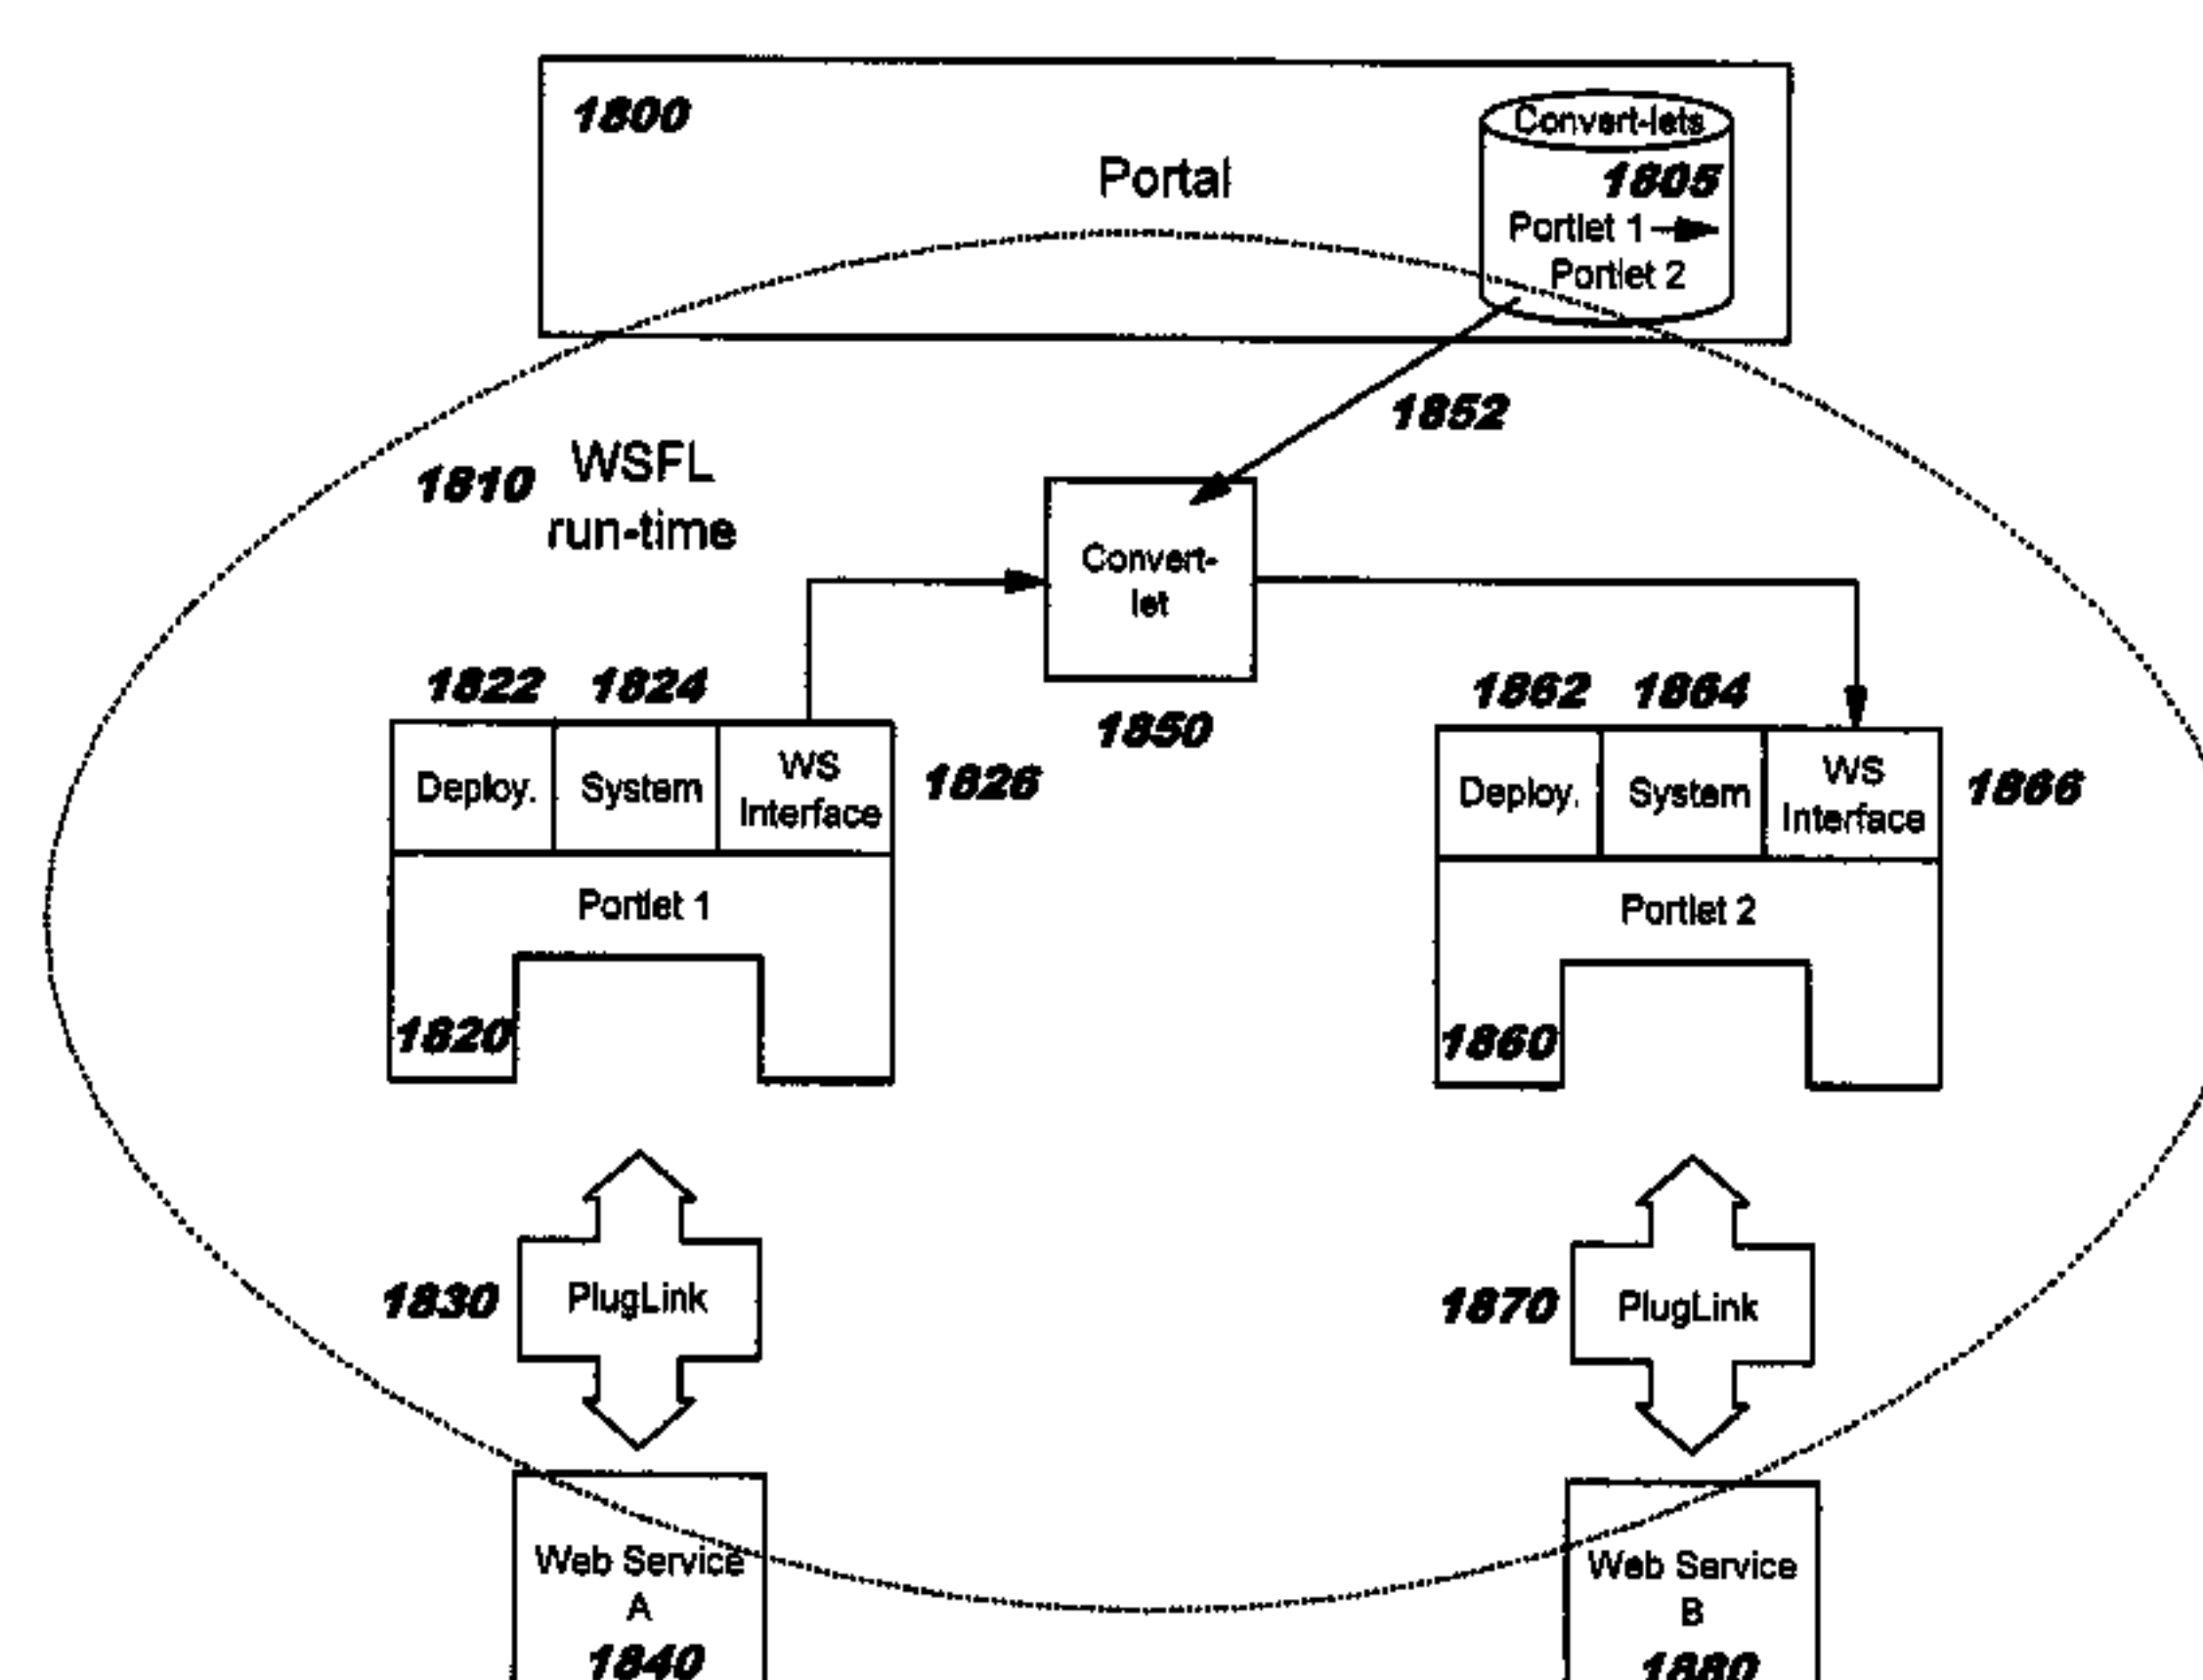 1800
Portal
Convert-lets
1805
Portlet 1
Portlet 2
1852
1810
WSFL
run-time
Convert-
let
1850
1822
1824
Deploy.
System
WS
Interface
1826
Portlet 1
1820
1862
1864
Deploy.
System
WS
Interface
1866
Portlet 2
1860
1830
PlugLink
1870
PlugLink
Web Service
A
1840
Web Service
B
1880